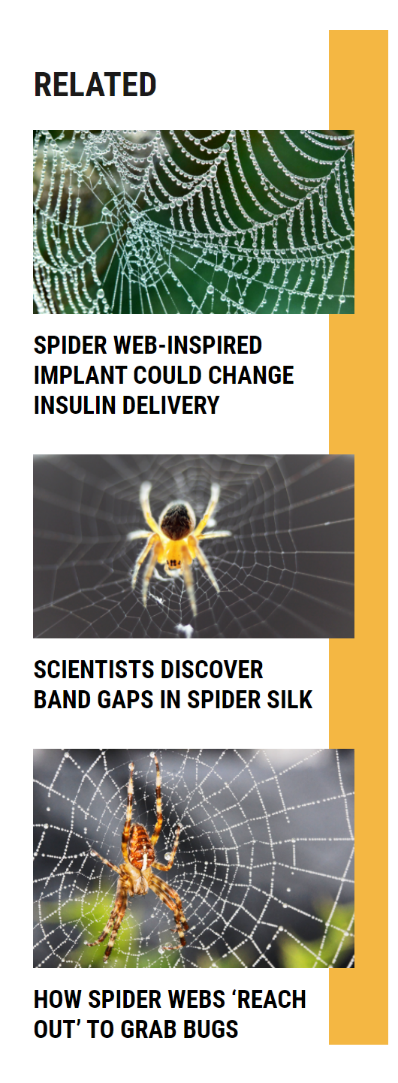 RELATED
SPIDER WEB-INSPIRED
IMPLANT COULD CHANGE
INSULIN DELIVERY
SCIENTISTS DISCOVER
BAND GAPS IN SPIDER SILK
HOW SPIDER WEBS ‘REACH
OUT’ TO GRAB BUGS